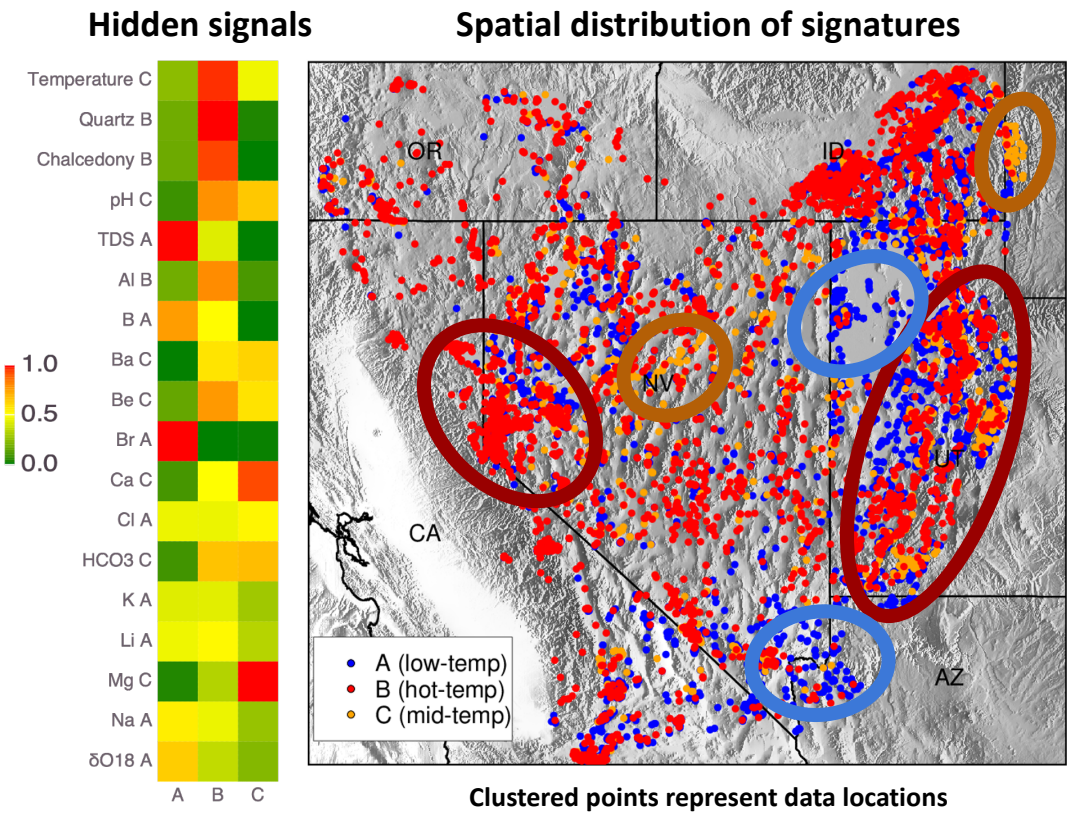 Hidden signals
Spatial distribution of signatures
Temperature C
Quartz B
Chalcedony B
pH C
TDS A
Al B
B A
Ba C
Be C
Br A
Ca C
Cl A
HCO3 C
K A
Li A
Mg C
Na A
δO18 A
A B C
1.0
0.5
0.0
OR
ID
NV
UT
CA
AZ
A (low-temp)
B (hot-temp)
C (mid-temp)
Clustered points represent data locations